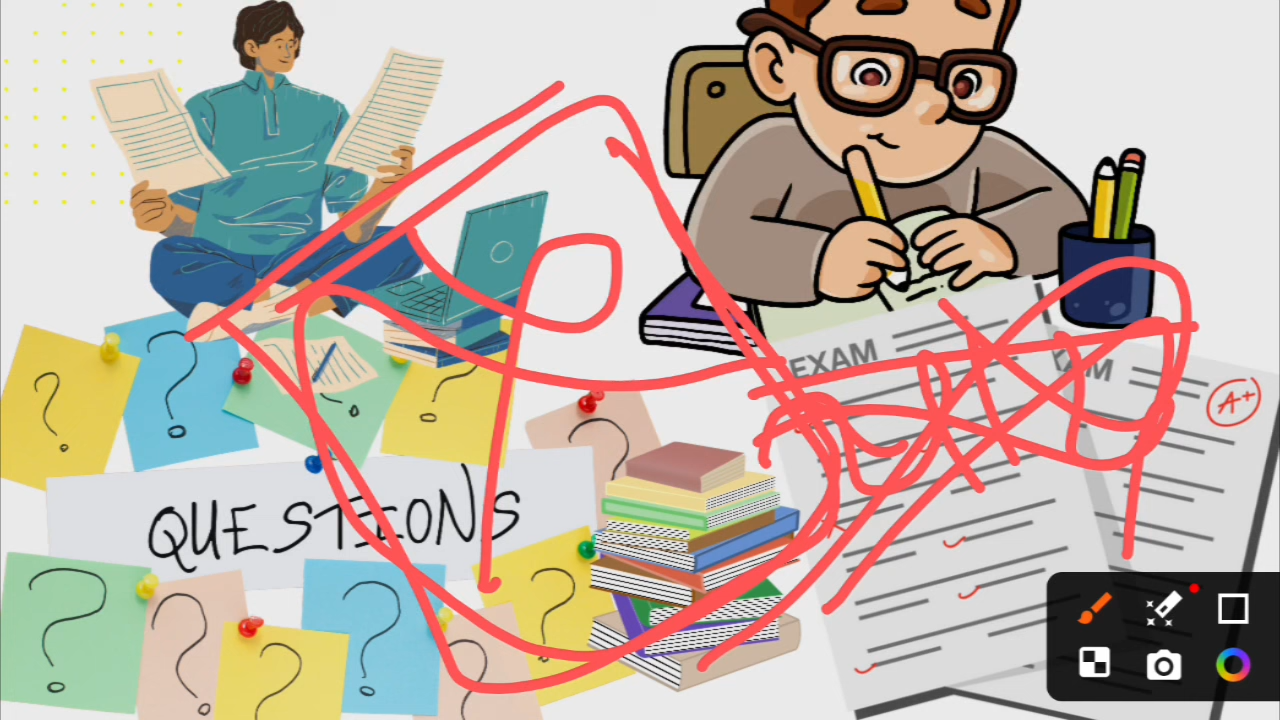 EXAM
A+
QUESTIONS
? ? ? ?
? ? ? ? ? ?